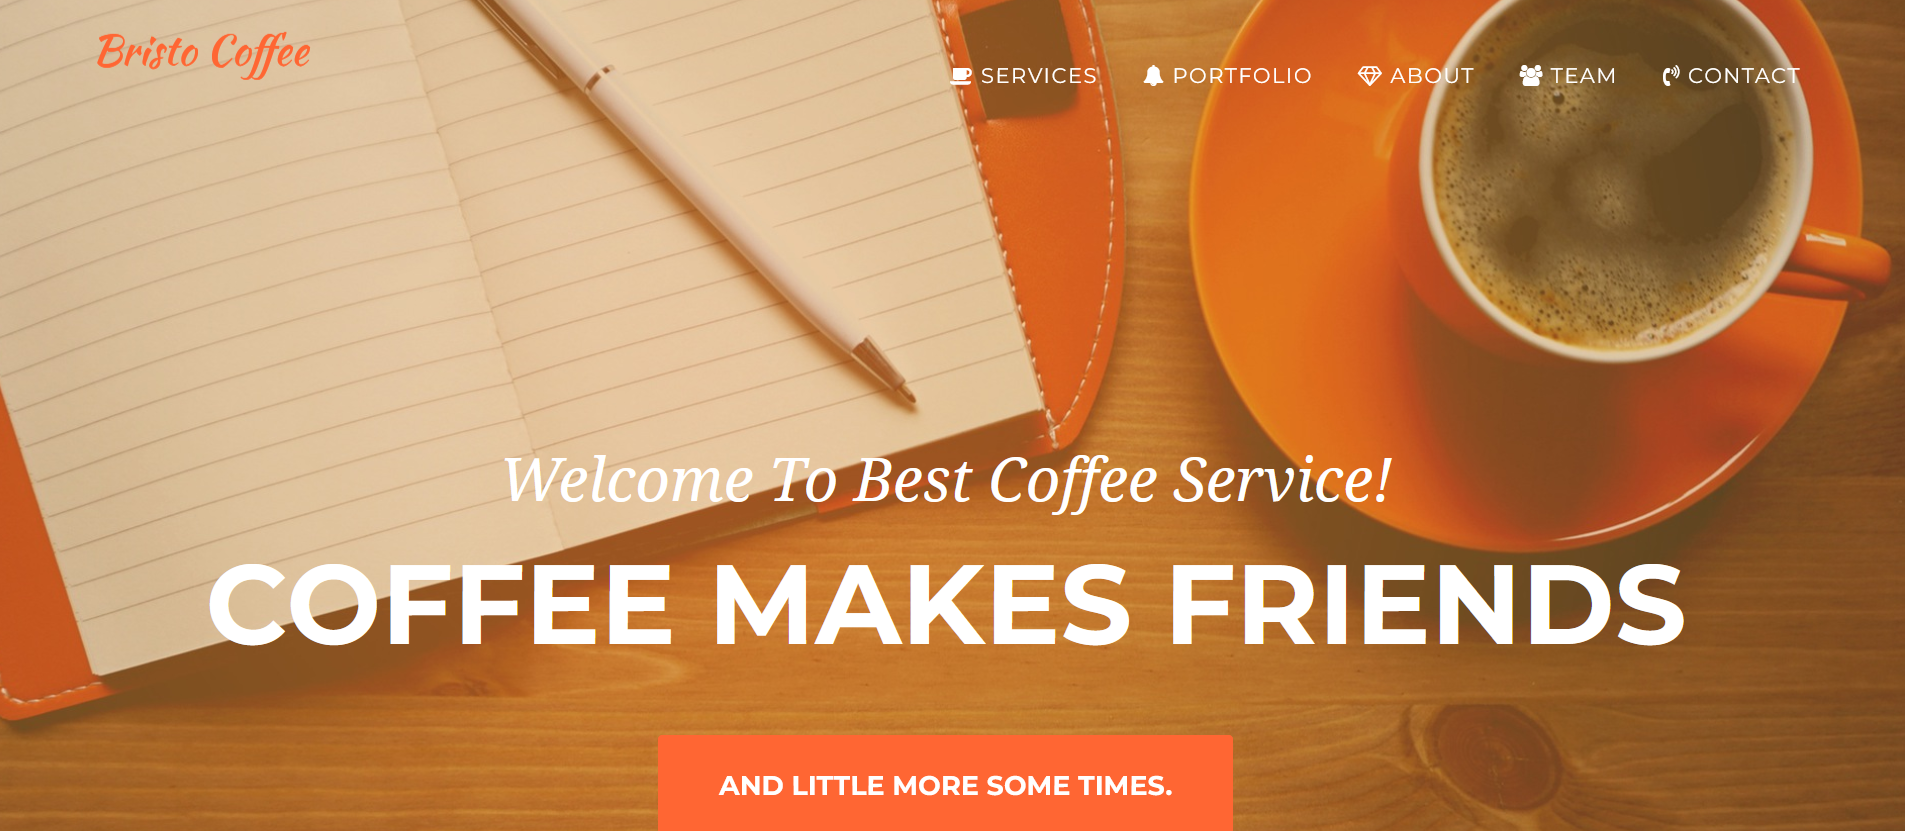 Bristo Coffee
SERVICES PORTFOLIO ABOUT TEAM CONTACT
Welcome To Best Coffee Service!
COFFEE MAKES FRIENDS
AND LITTLE MORE SOME TIMES.